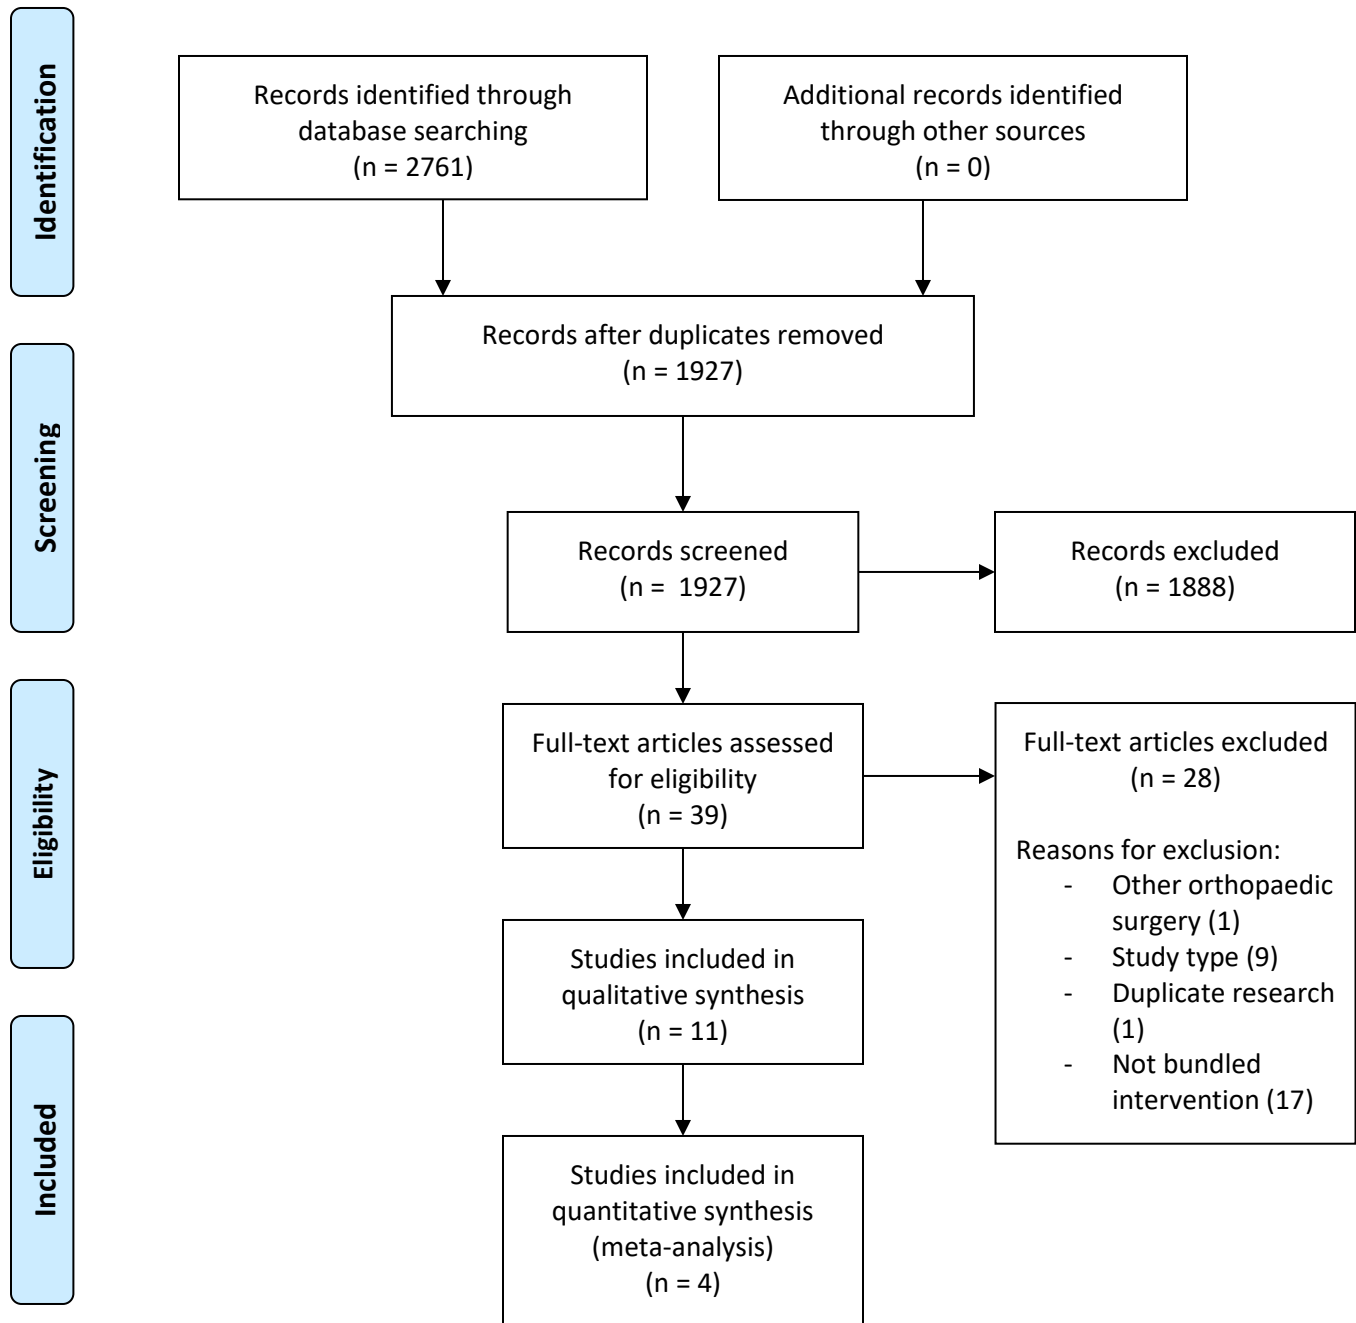 Identification
Records identified through
database searching
(n = 2761)
Additional records identified
through other sources
(n = 0)
Records after duplicates removed
(n = 1927)
Screening
Records screened
(n =  1927)
Records excluded
(n = 1888)
Eligibility
Full-text articles assessed
for eligibility
(n = 39)
Full-text articles excluded
(n = 28)
Reasons for exclusion:
- Other orthopaedic
surgery (1)
- Study type (9)
- Duplicate research
(1)
- Not bundled
intervention (17)
Studies included in
qualitative synthesis
(n = 11)
Included
Studies included in
quantitative synthesis
(meta-analysis)
(n = 4)